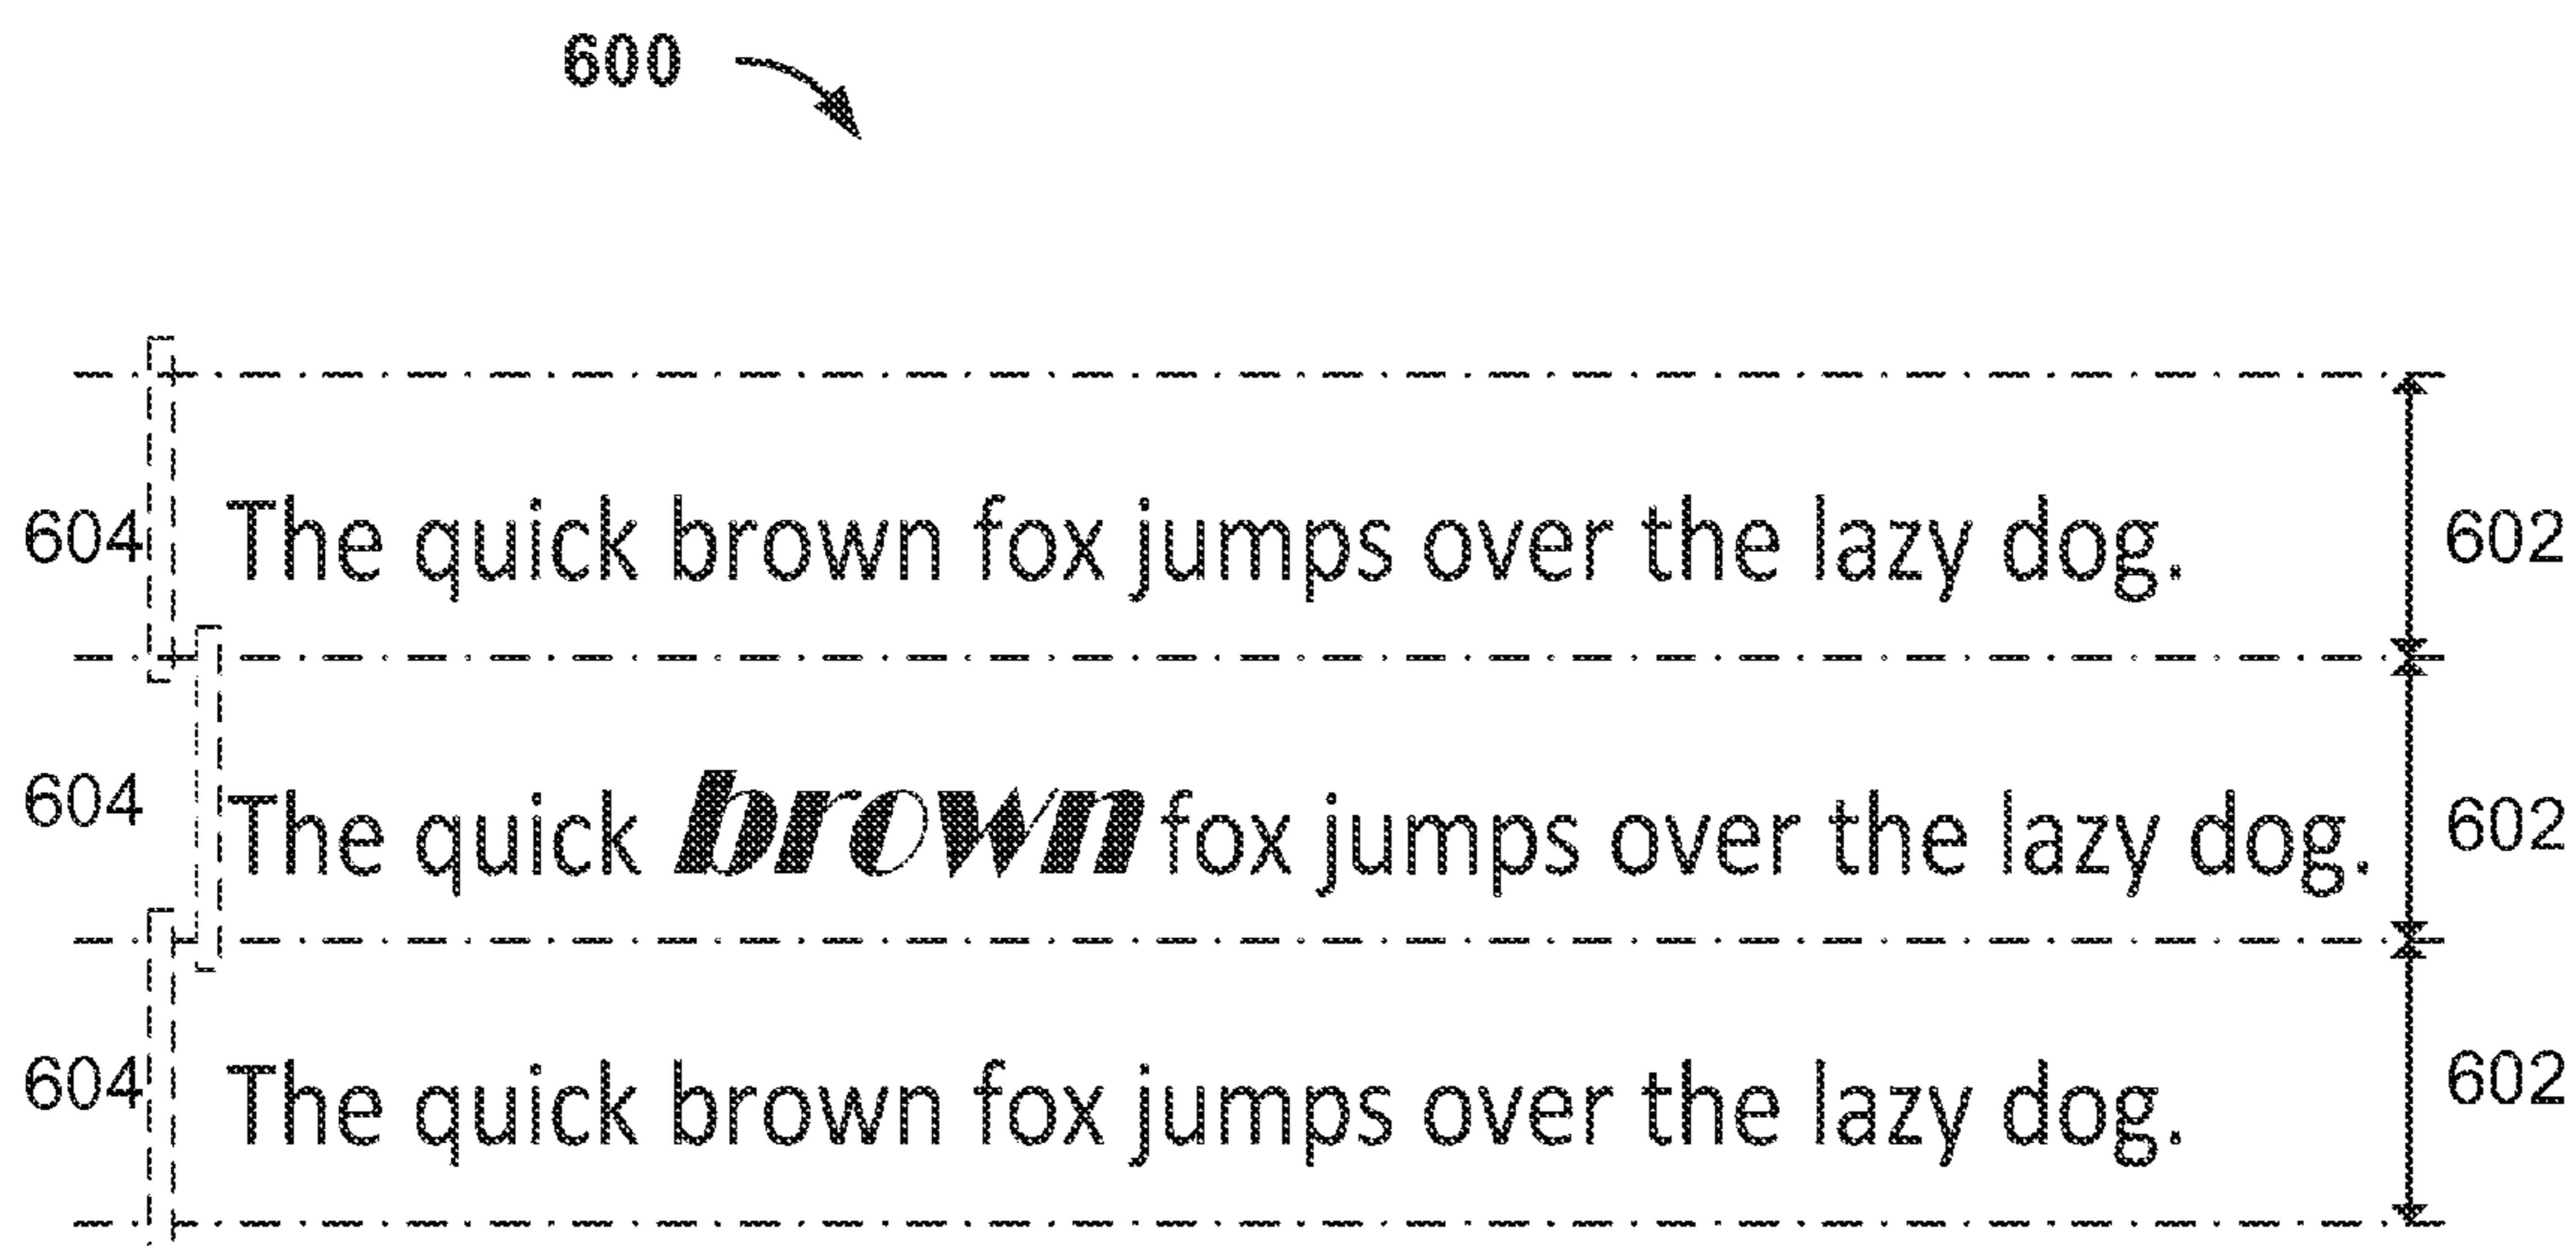 600
604 The quick brown fox jumps over the lazy dog. 602
604 The quick brown fox jumps over the lazy dog. 602
604 The quick brown fox jumps over the lazy dog. 602